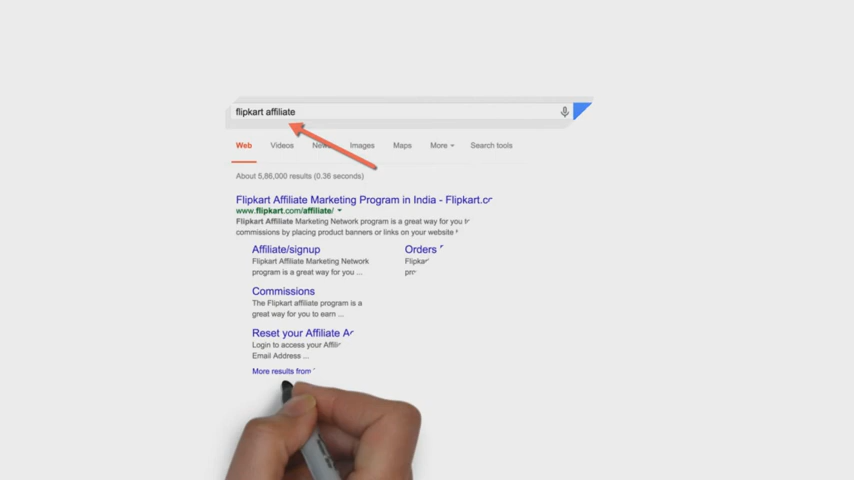 flipkart affiliate
Web Videos News Images Maps More Search tools
About 5,86,000 results (0.36 seconds)
Flipkart Affiliate Marketing Program in India - Flipkart.co
www.flipkart.com/affiliate/
Flipkart Affiliate Marketing Network program is a great way for you
commissions by placing product banners or links on your website
Affiliate/signup
Flipkart Affiliate Marketing Network
program is a great way for you ...
Orders
Flipka
Commissions
The Flipkart affiliate program is a
great way for you to earn ...
Reset your Affiliate
Login to access your
Email Address ...
More results from